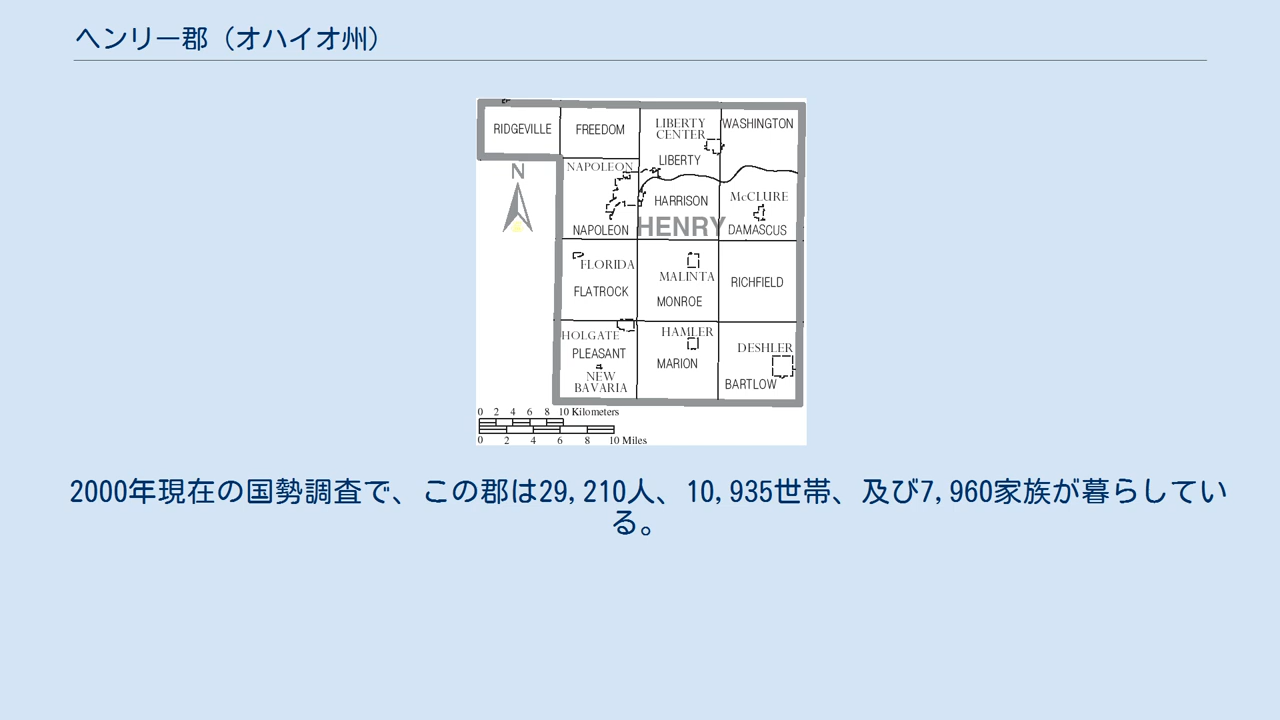 ヘンリー郡（オハイオ州）
RIDGEVILLE
FREEDOM
LIBERTY
CENTER
WASHINGTON
LIBERTY
NAPOLEON
N
HARRISON
McCLURE
HENRY
NAPOLEON
DAMASCUS
FLORIDA
MALINTA
FLATROCK
MONROE
RICHFIELD
HOLGATE
HAMLER
PLEASANT
MARION
DESHLER
NEW
BAVARIA
BARTLOW
0 2 4 6 8 10 Kilometers
0 2 4 6 8 10 Miles
2000年現在の国勢調査で、この郡は29,210人、10,935世帯、及び7,960家族が暮らしてい
る。